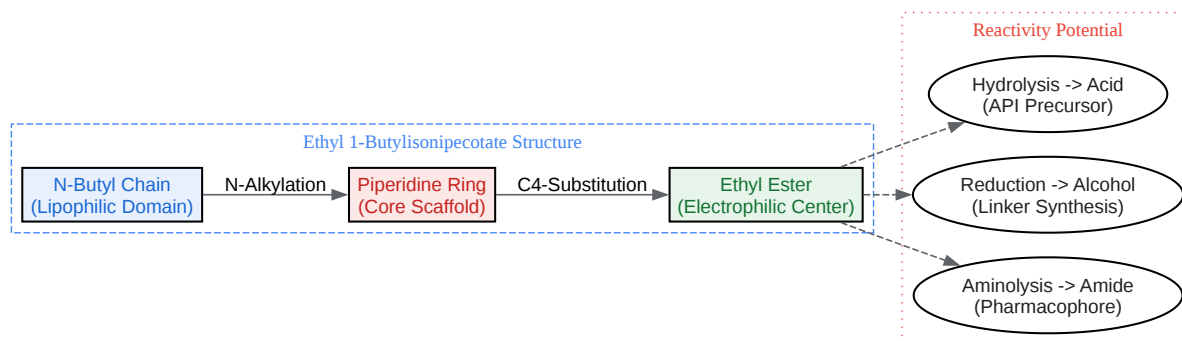 Reactivity Potential
Hydrolysis -> Acid
(API Precursor)
Ethyl 1-Butylisonipecotate Structure
N-Butyl Chain
(Lipophilic Domain)
N-Alkylation
Piperidine Ring
(Core Scaffold)
C4-Substitution
Ethyl Ester
(Electrophilic Center)
Reduction -> Alcohol
(Linker Synthesis)
Aminolysis -> Amide
(Pharmacophore)